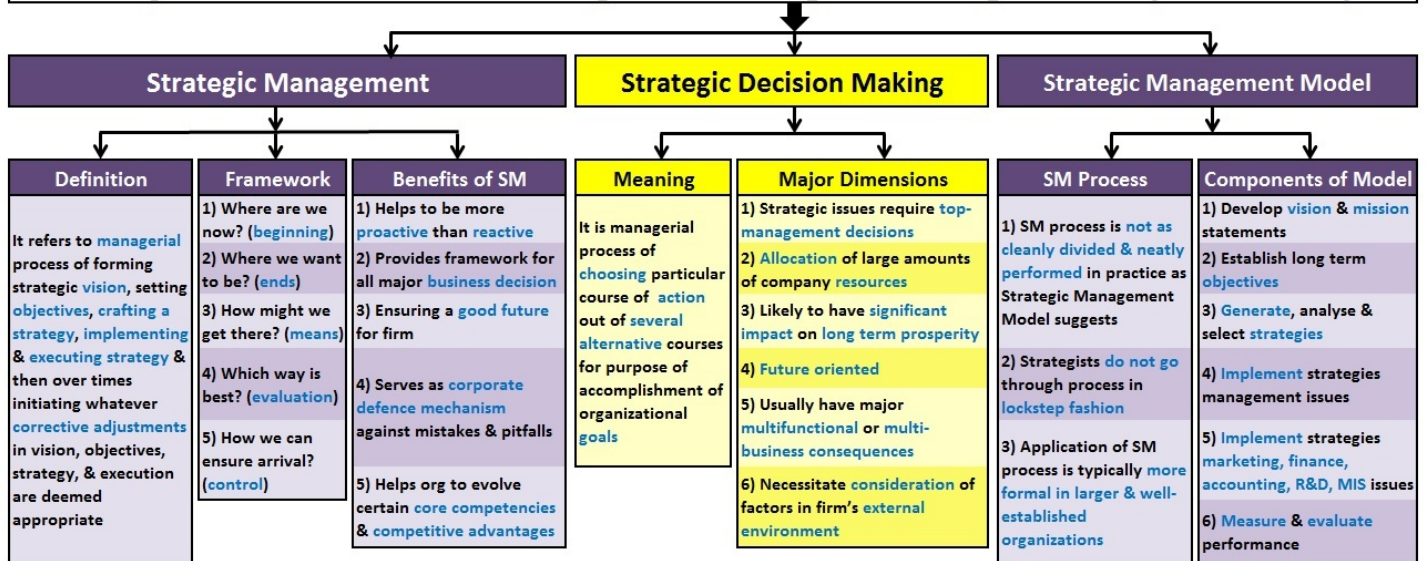 Strategic Management
Strategic Decision Making
Strategic Management Model
Definition
It refers to managerial
process of forming
strategic vision, setting
objectives, crafting a
strategy, implementing
& executing strategy &
then over times
initiating whatever
corrective adjustments
in vision, objectives,
strategy, & execution
are deemed
appropriate
Framework
1) Where are we
now? (beginning)
2) Where we want
to be? (ends)
3) How might we
get there? (means)
4) Which way is
best? (evaluation)
5) How we can
ensure arrival?
(control)
Benefits of SM
1) Helps to be more
proactive than reactive
2) Provides framework for
all major business decision
3) Ensuring a good future
for firm
4) Serves as corporate
defence mechanism
against mistakes & pitfalls
5) Helps org to evolve
certain core competencies
& competitive advantages
Meaning
It is managerial
process of
choosing particular
course of action
out of several
alternative courses
for purpose of
accomplishment of
organizational
goals
Major Dimensions
1) Strategic issues require top-
management decisions
2) Allocation of large amounts
of company resources
3) Likely to have significant
impact on long term prosperity
4) Future oriented
5) Usually have major
multifunctional or multi-
business consequences
6) Necessitate consideration of
factors in firm's external
environment
SM Process
1) SM process is not as
cleanly divided & neatly
performed in practice as
Strategic Management
Model suggests
2) Strategists do not go
through process in
lockstep fashion
3) Application of SM
process is typically more
formal in larger & well-
established
organizations
Components of Model
1) Develop vision & mission
statements
2) Establish long term
objectives
3) Generate, analyse &
select strategies
4) Implement strategies
management issues
5) Implement strategies
marketing, finance,
accounting, R&D, MIS issues
6) Measure & evaluate
performance